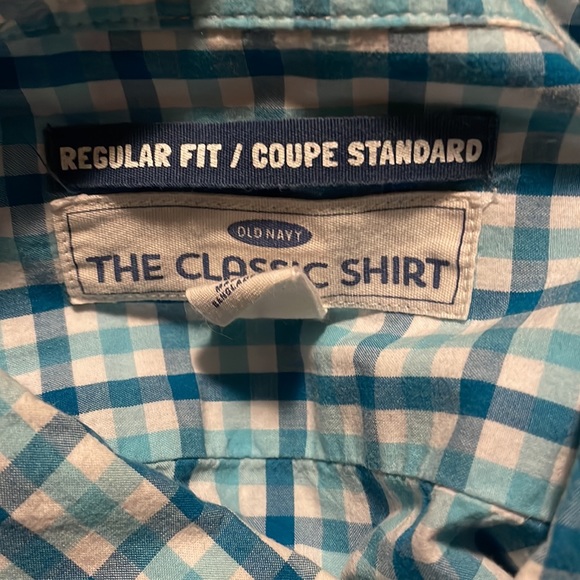 REGULAR FIT / COUPE STANDARD
OLD NAVY
THE CLASSIC SHIRT